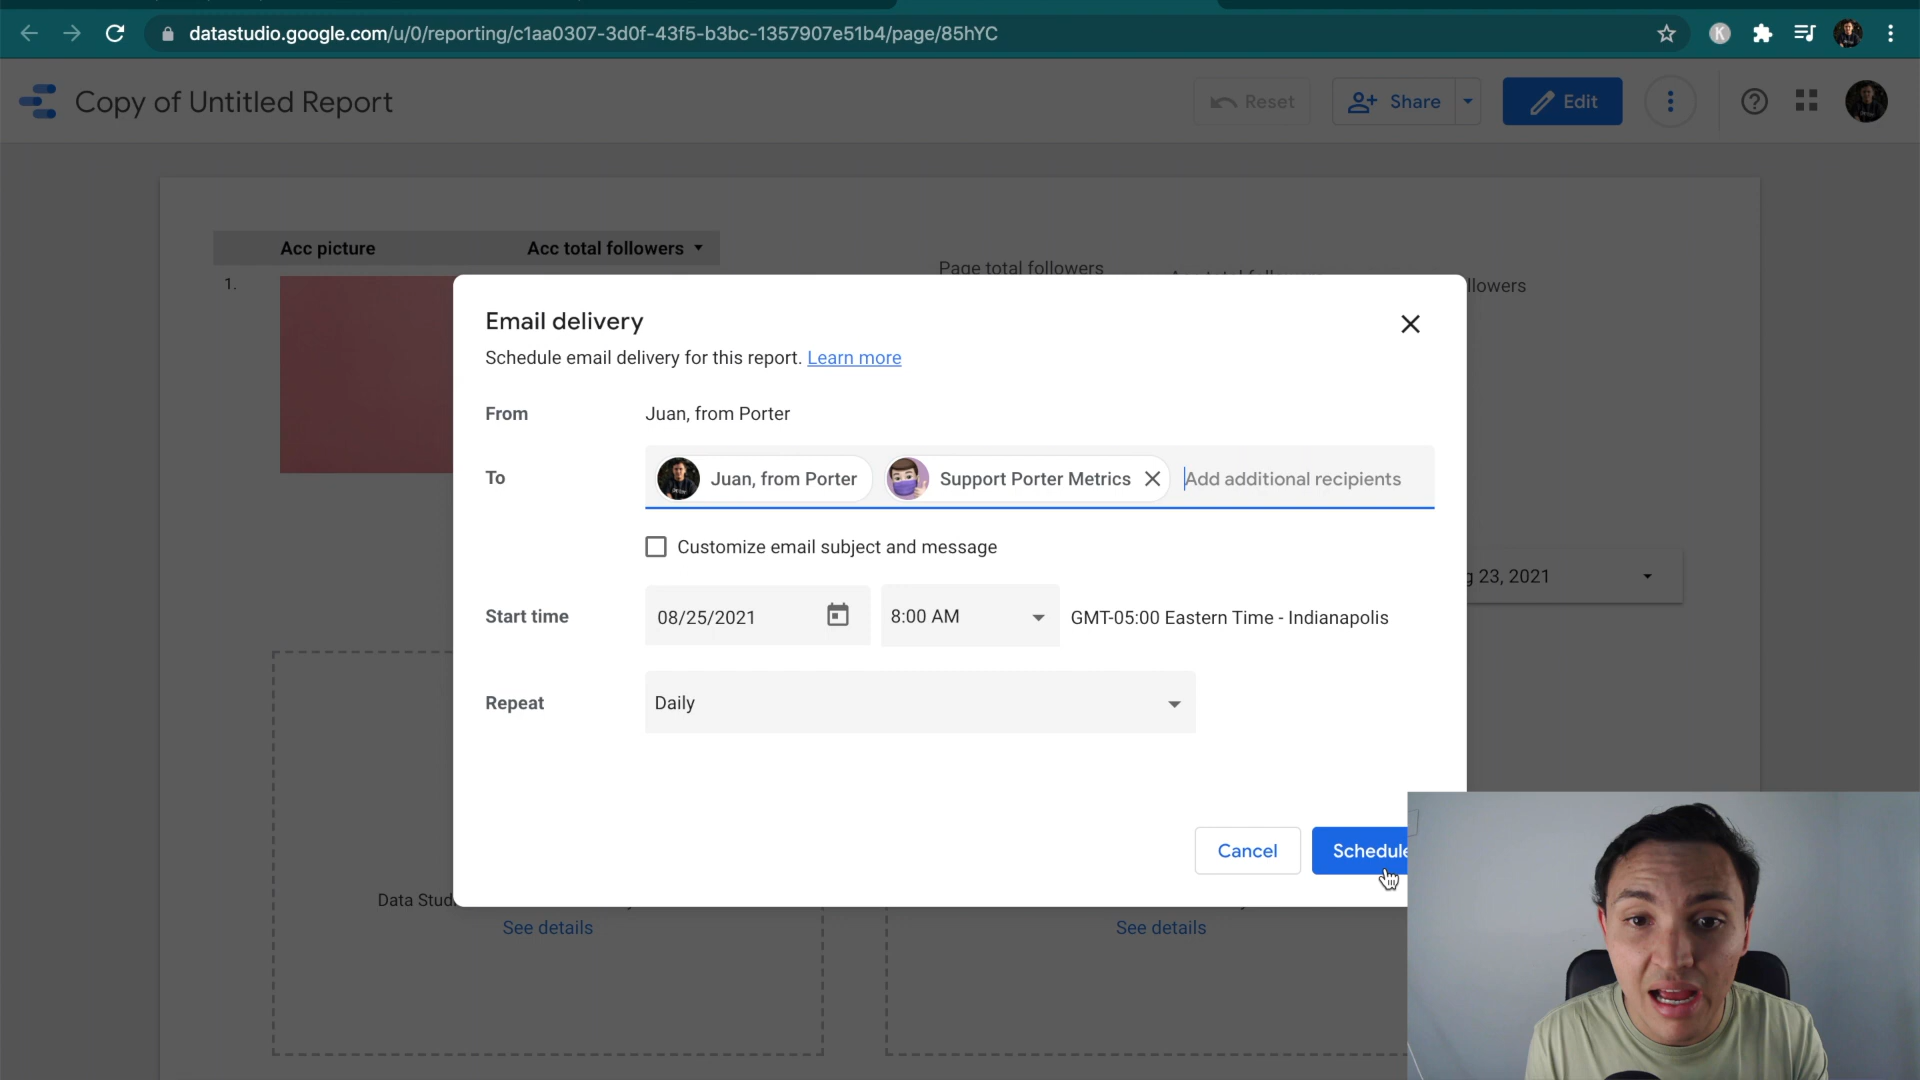 datastudio.google.com/u/0/reporting/c1aa0307-3d0f-43f5-b3bc-1357907e51b4/page/85hYC
K
Copy of Untitled Report
Reset
Share
Edit
Acc picture
Acc total followers
1.
Page total followers
llowers
Email delivery
Schedule email delivery for this report. Learn more
From
Juan, from Porter
To
Juan, from Porter
Support Porter Metrics
Add additional recipients
Customize email subject and message
Start time
08/25/2021
8:00 AM
GMT-05:00 Eastern Time - Indianapolis
g 23, 2021
Repeat
Daily
Cancel
Schedule
Data Stud
See details
See details